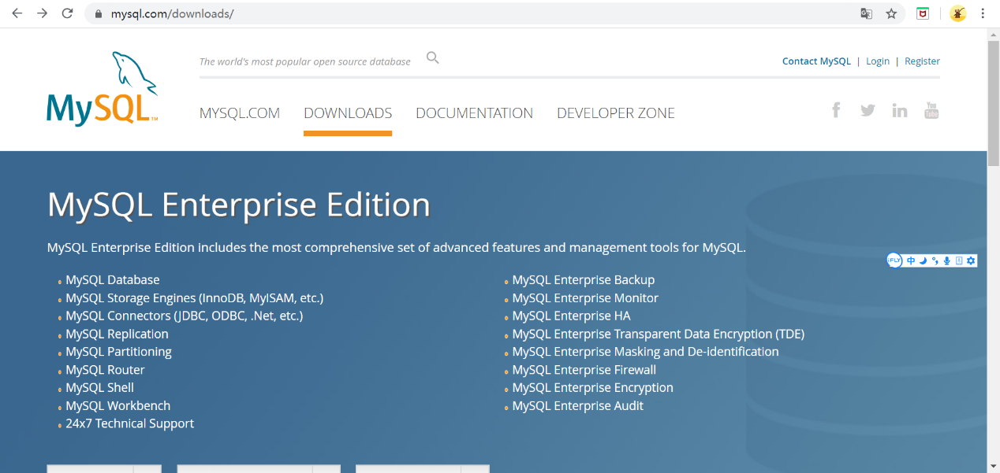 mysql.com/downloads/
The world's most popular open source database
Contact MySQL | Login | Register
MySQL™
MYSQL.COM DOWNLOADS DOCUMENTATION DEVELOPER ZONE
You
Tube
MySQL Enterprise Edition
MySQL Enterprise Edition includes the most comprehensive set of advanced features and management tools for MySQL.
iFLY 中
MySQL Database
MySQL Storage Engines (InnoDB, MyISAM, etc.)
MySQL Connectors (JDBC, ODBC, .Net, etc.)
MySQL Replication
MySQL Partitioning
MySQL Router
MySQL Shell
MySQL Workbench
24x7 Technical Support
MySQL Enterprise Backup
MySQL Enterprise Monitor
MySQL Enterprise HA
MySQL Enterprise Transparent Data Encryption (TDE)
MySQL Enterprise Masking and De-identification
MySQL Enterprise Firewall
MySQL Enterprise Encryption
MySQL Enterprise Audit